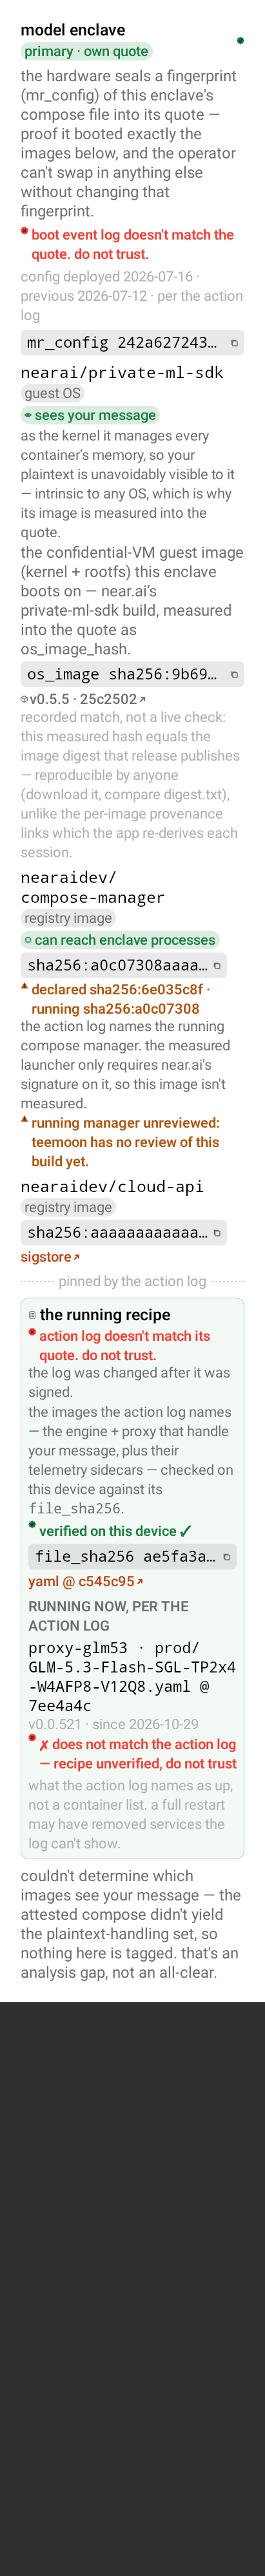 model enclave
primary · own quote
the hardware seals a fingerprint
(mr_config) of this enclave's
compose file into its quote —
proof it booted exactly the
images below, and the operator
can't swap in anything else
without changing that
fingerprint.
boot event log doesn't match the
quote. do not trust.
config deployed 2026-07-16 ·
previous 2026-07-12 · per the action
log
mr_config 242a627243…
nearai/private-ml-sdk
guest OS
sees your message
as the kernel it manages every
container's memory, so your
plaintext is unavoidably visible to it
— intrinsic to any OS, which is why
its image is measured into the
quote.
the confidential-VM guest image
(kernel + rootfs) this enclave
boots on — near.ai's
private-ml-sdk build, measured
into the quote as
os_image_hash.
os_image sha256:9b69…
v0.5.5 · 25c2502↗
recorded match, not a live check:
this measured hash equals the
image digest that release publishes
— reproducible by anyone
(download it, compare digest.txt),
unlike the per-image provenance
links which the app re-derives each
session.
nearaidev/
compose-manager
registry image
can reach enclave processes
sha256:a0c07308aaaa…
declared sha256:6e035c8f ·
running sha256:a0c07308
the action log names the running
compose manager. the measured
launcher only requires near.ai's
signature on it, so this image isn't
measured.
running manager unreviewed:
teemoon has no review of this
build yet.
nearaidev/cloud-api
registry image
sha256:aaaaaaaaaaaa…
sigstore↗
pinned by the action log
the running recipe
action log doesn't match its
quote. do not trust.
the log was changed after it was
signed.
the images the action log names
— the engine + proxy that handle
your message, plus their
telemetry sidecars — checked on
this device against its
file_sha256.
verified on this device ✓
file_sha256 ae5fa3a…
yaml @ c545c95↗
RUNNING NOW, PER THE
ACTION LOG
proxy-glm53 · prod/
GLM-5.3-Flash-SGL-TP2x4
-W4AFP8-V12Q8.yaml @
7ee4a4c
v0.0.521 · since 2026-10-29
✗ does not match the action log
— recipe unverified, do not trust
what the action log names as up,
not a container list. a full restart
may have removed services the
log can't show.
couldn't determine which
images see your message — the
attested compose didn't yield
the plaintext-handling set, so
nothing here is tagged. that's an
analysis gap, not an all-clear.